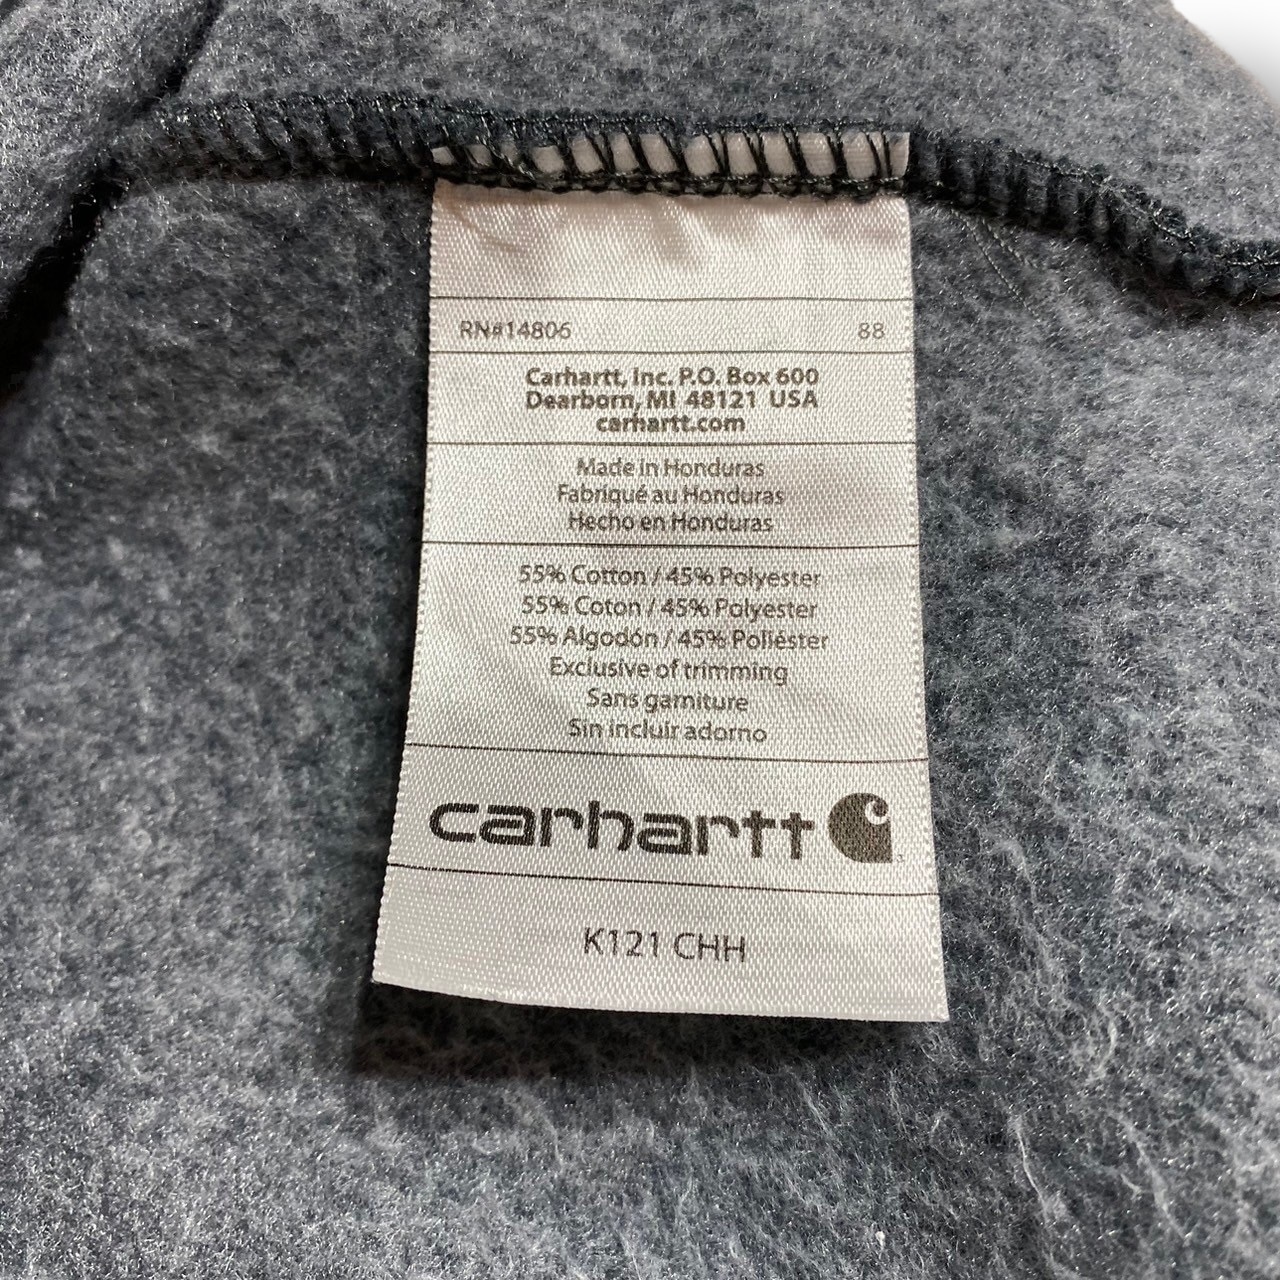 RN#14806 88
Carhartt, Inc. P.O. Box 600
Dearborn, MI 48121 USA
carhartt.com
Made in Honduras
Fabriqué au Honduras
Hecho en Honduras
55% Cotton / 45% Polyester
55% Coton / 45% Polyester
55% Algodón / 45% Poliéster
Exclusive of trimming
Sans garniture
Sin incluir adorno
carhartt
K121 CHH